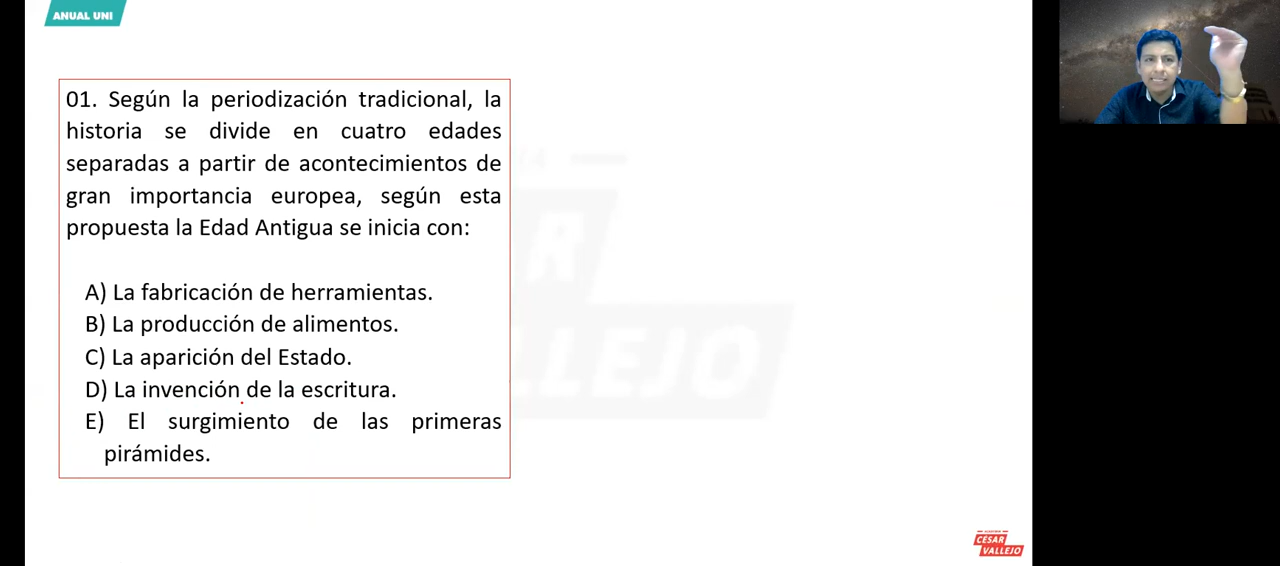 ANUAL UNI
01. Según la periodización tradicional, la
historia se divide en cuatro edades
separadas a partir de acontecimientos de
gran importancia europea, según esta
propuesta la Edad Antigua se inicia con:
A) La fabricación de herramientas.
B) La producción de alimentos.
C) La aparición del Estado.
D) La invención de la escritura.
E) El surgimiento de las primeras
pirámides.
R
LLEJO
CÉSAR
VALLEJO